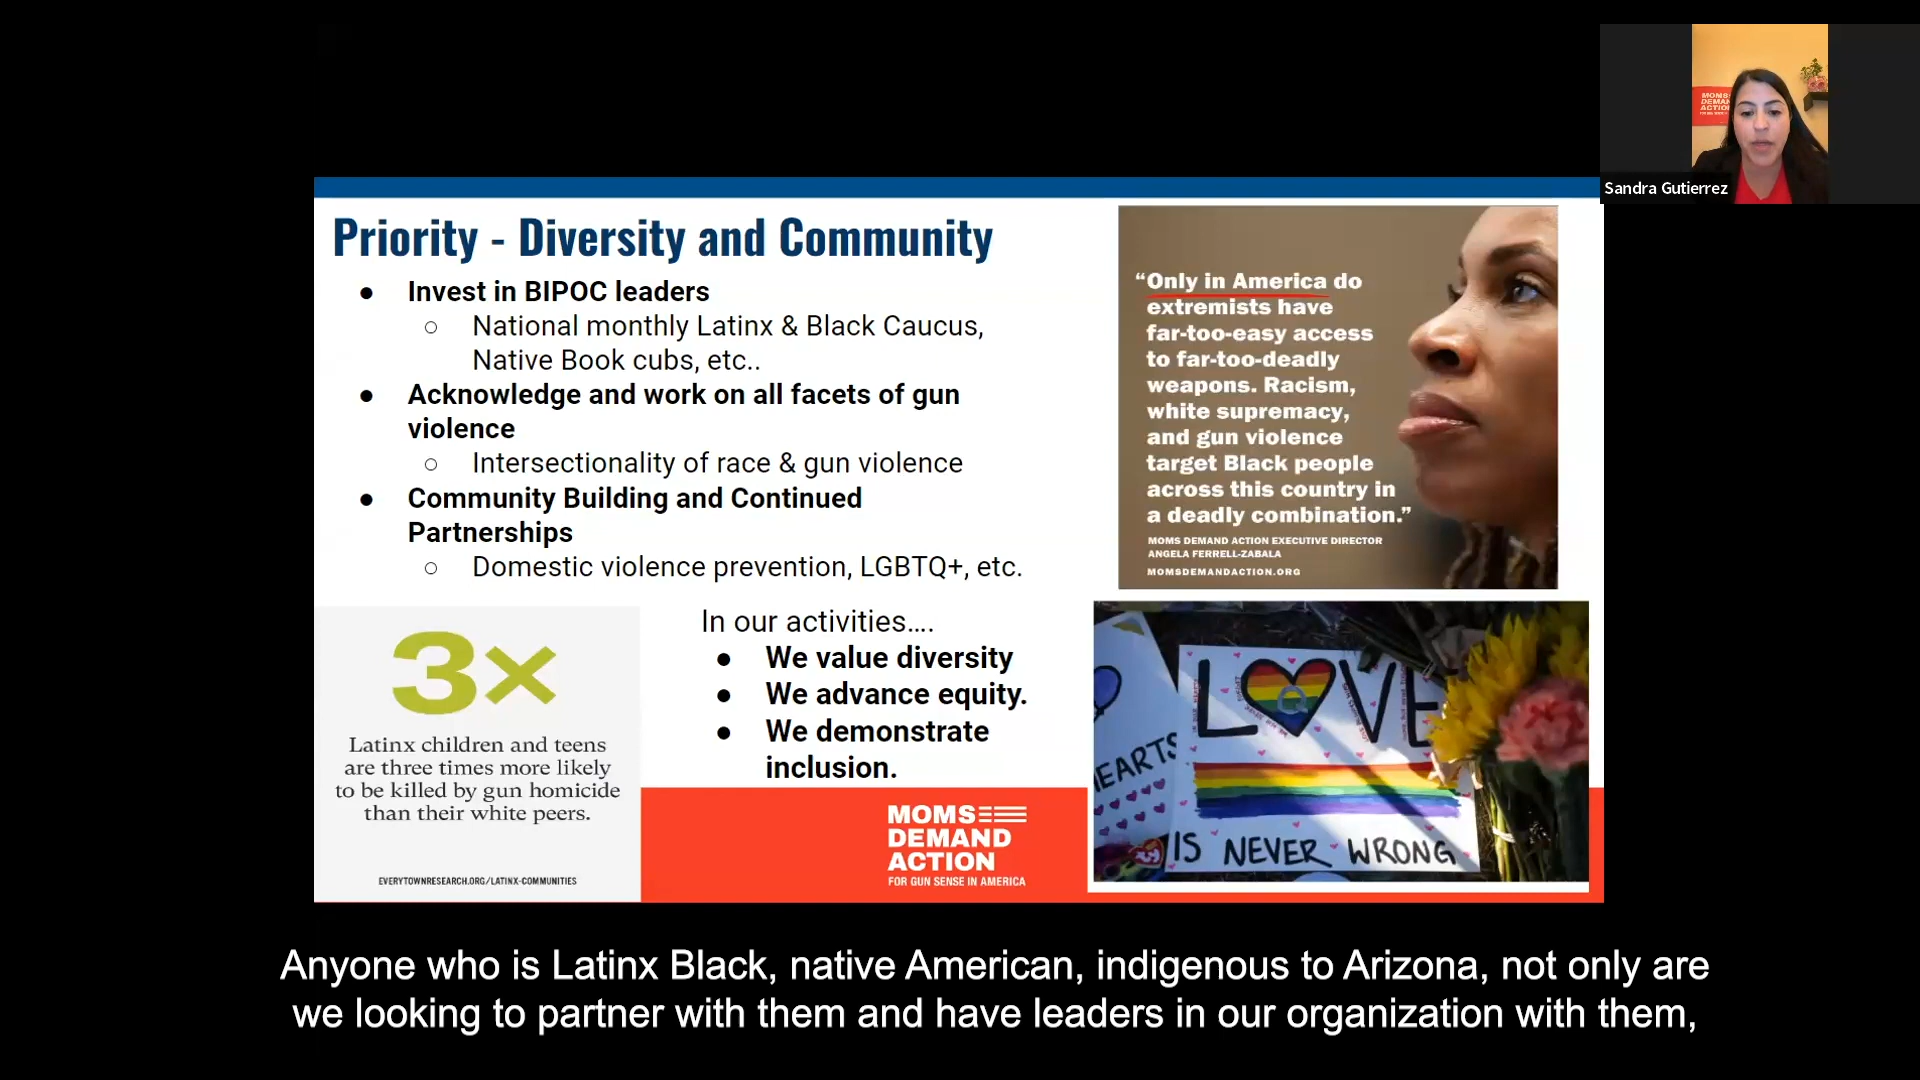 MOMS
DEMAND
ACTION
Sandra Gutierrez
Priority - Diversity and Community
● Invest in BIPOC leaders
○ National monthly Latinx & Black Caucus,
Native Book cubs, etc..
● Acknowledge and work on all facets of gun
violence
○ Intersectionality of race & gun violence
● Community Building and Continued
Partnerships
○ Domestic violence prevention, LGBTQ+, etc.
“Only in America do
extremists have
far-too-easy access
to far-too-deadly
weapons. Racism,
white supremacy,
and gun violence
target Black people
across this country in
a deadly combination.”
MOMS DEMAND ACTION EXECUTIVE DIRECTOR
ANGELA FERRELL-ZABALA
MOMSDEMANDACTION.ORG
3×
Latinx children and teens
are three times more likely
to be killed by gun homicide
than their white peers.
EVERYTOWNRESEARCH.ORG/LATINX-COMMUNITIES
In our activities....
● We value diversity
● We advance equity.
● We demonstrate
inclusion.
MOMS
DEMAND
ACTION
FOR GUN SENSE IN AMERICA
LOVE
Q
HEARTS
IS NEVER WRONG
Anyone who is Latinx Black, native American, indigenous to Arizona, not only are
we looking to partner with them and have leaders in our organization with them,